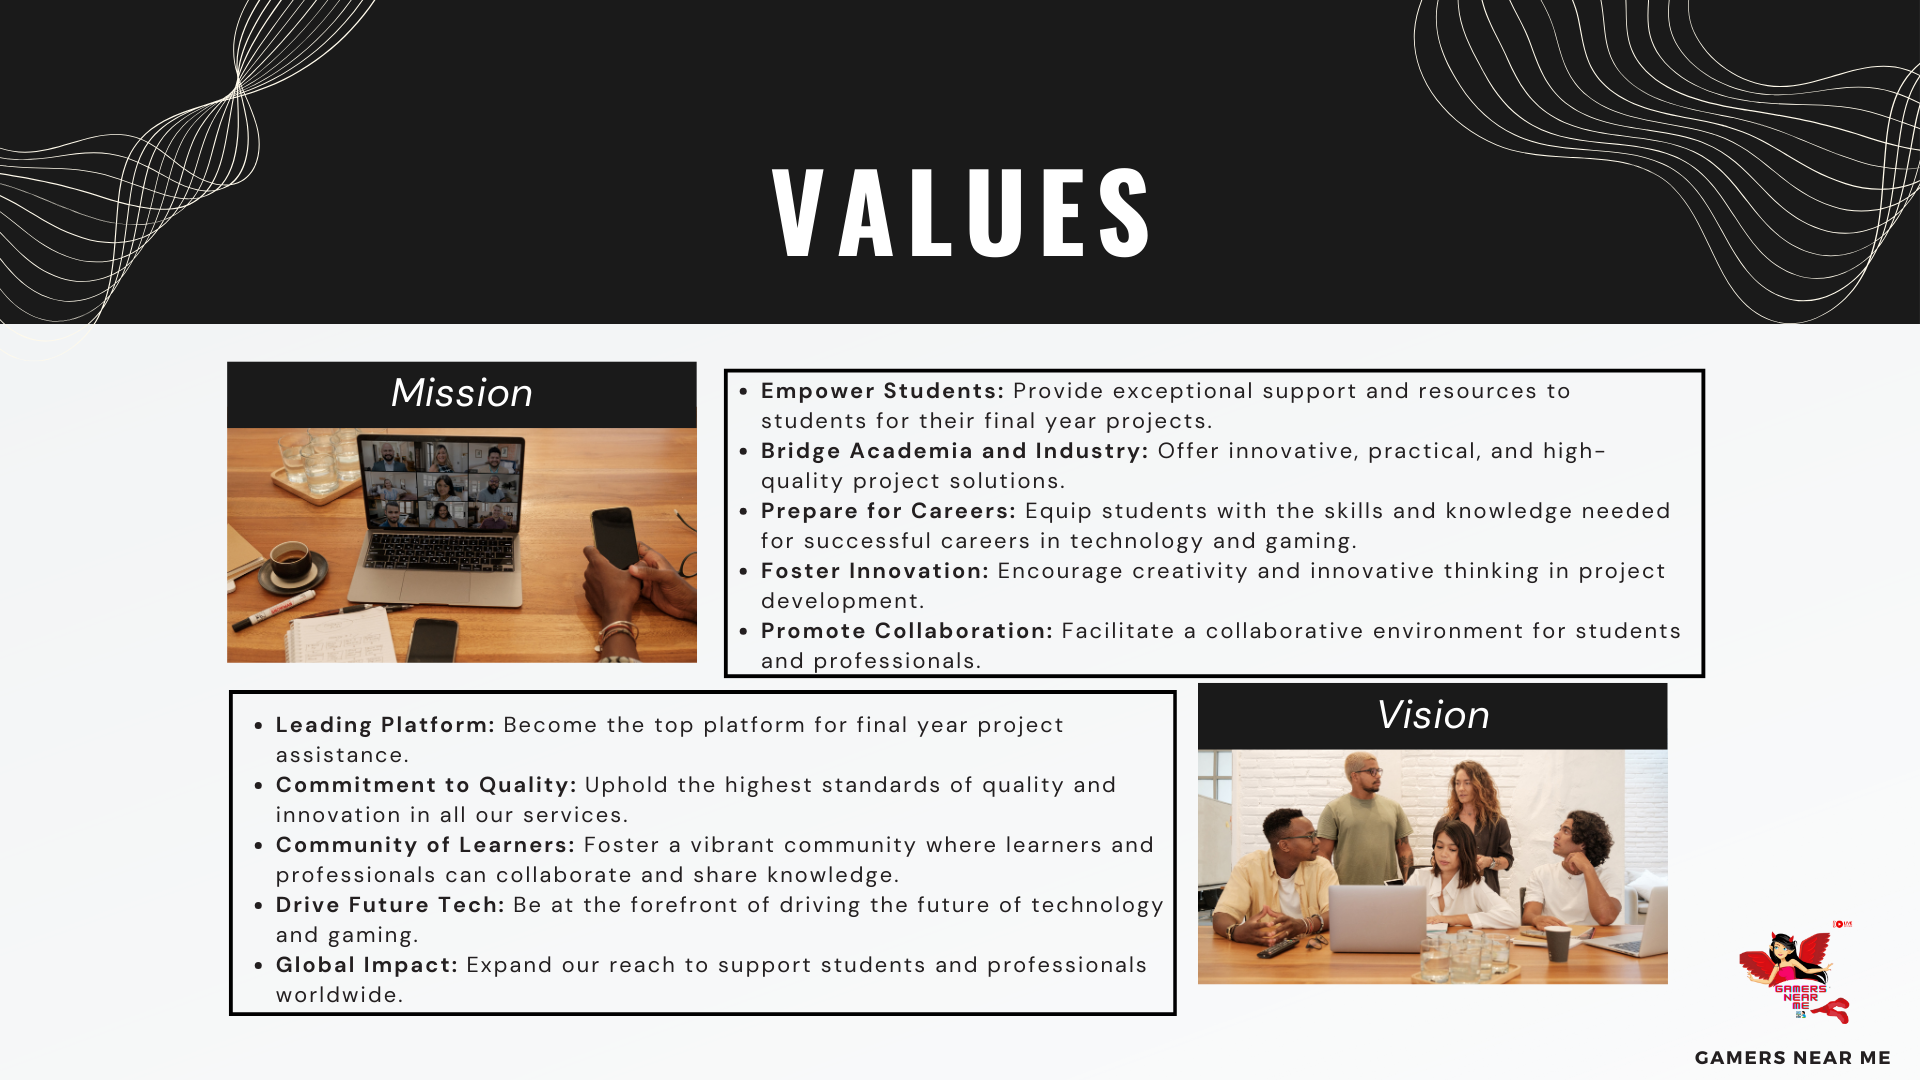 VALUES
Mission
• Empower Students: Provide exceptional support and resources to
students for their final year projects.
• Bridge Academia and Industry: Offer innovative, practical, and high-
quality project solutions.
• Prepare for Careers: Equip students with the skills and knowledge needed
for successful careers in technology and gaming.
• Foster Innovation: Encourage creativity and innovative thinking in project
development.
• Promote Collaboration: Facilitate a collaborative environment for students
and professionals.
• Leading Platform: Become the top platform for final year project
assistance.
• Commitment to Quality: Uphold the highest standards of quality and
innovation in all our services.
• Community of Learners: Foster a vibrant community where learners and
professionals can collaborate and share knowledge.
• Drive Future Tech: Be at the forefront of driving the future of technology
and gaming.
• Global Impact: Expand our reach to support students and professionals
worldwide.
Vision
GAMERS
NEAR
ME
GAMERS NEAR ME